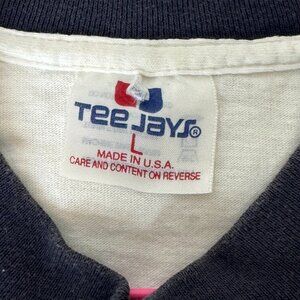 Tee Jays®
L
MADE IN U.S.A.
CARE AND CONTENT ON REVERSE